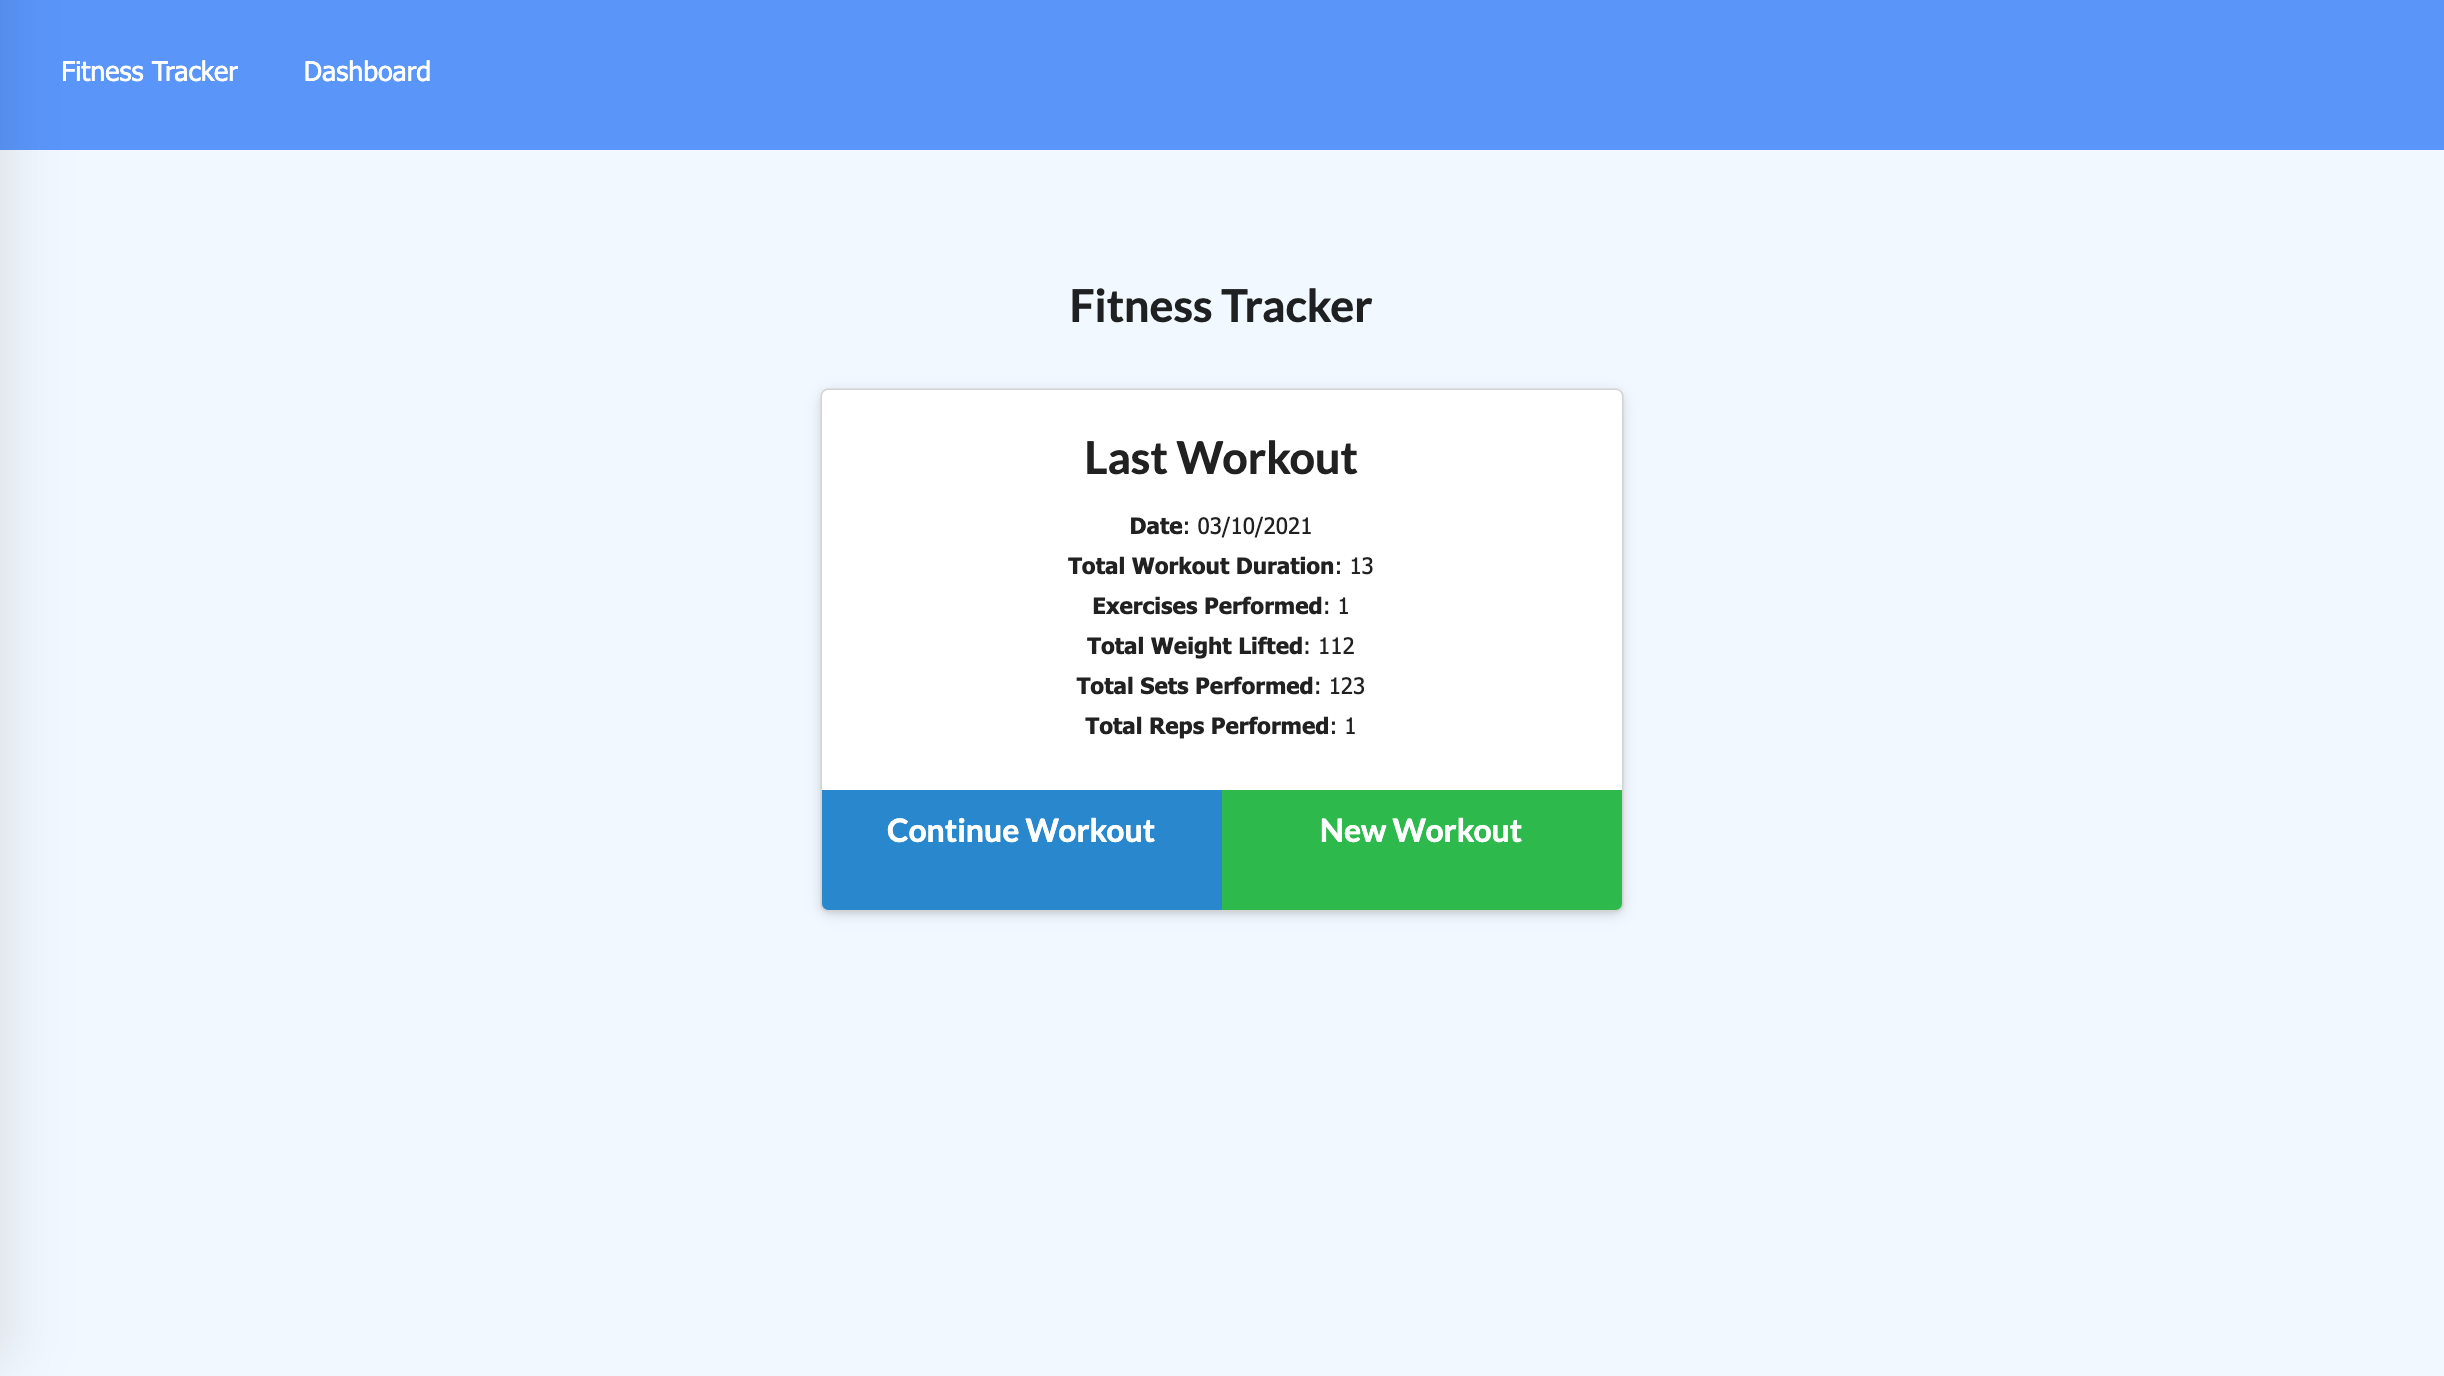 Fitness Tracker Dashboard
Fitness Tracker
Last Workout
Date: 03/10/2021
Total Workout Duration: 13
Exercises Performed: 1
Total Weight Lifted: 112
Total Sets Performed: 123
Total Reps Performed: 1
Continue Workout New Workout